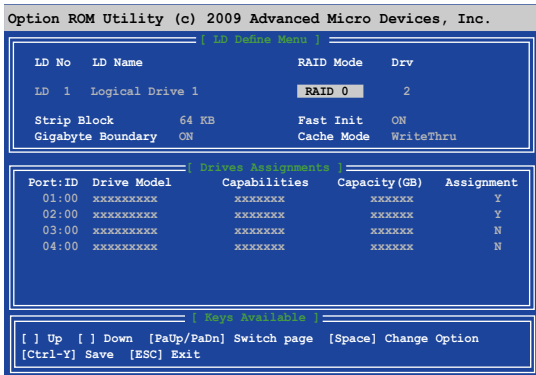 Option ROM Utility (c) 2009 Advanced Micro Devices, Inc.
[ LD Define Menu ]
LD No LD Name RAID Mode Drv
LD 1 Logical Drive 1 RAID 0 2
Strip Block 64 KB Fast Init ON
Gigabyte Boundary ON Cache Mode WriteThru
[ Drives Assignments ]
Port:ID Drive Model Capabilities Capacity(GB) Assignment
01:00 xxxxxxxxx xxxxxxx xxxxxx Y
02:00 xxxxxxxxx xxxxxxx xxxxxx Y
03:00 xxxxxxxxx xxxxxxx xxxxxx N
04:00 xxxxxxxxx xxxxxxx xxxxxx N
[ Keys Available ]
[ ] Up [ ] Down [PaUp/PaDn] Switch page [Space] Change Option
[Ctrl-Y] Save [ESC] Exit